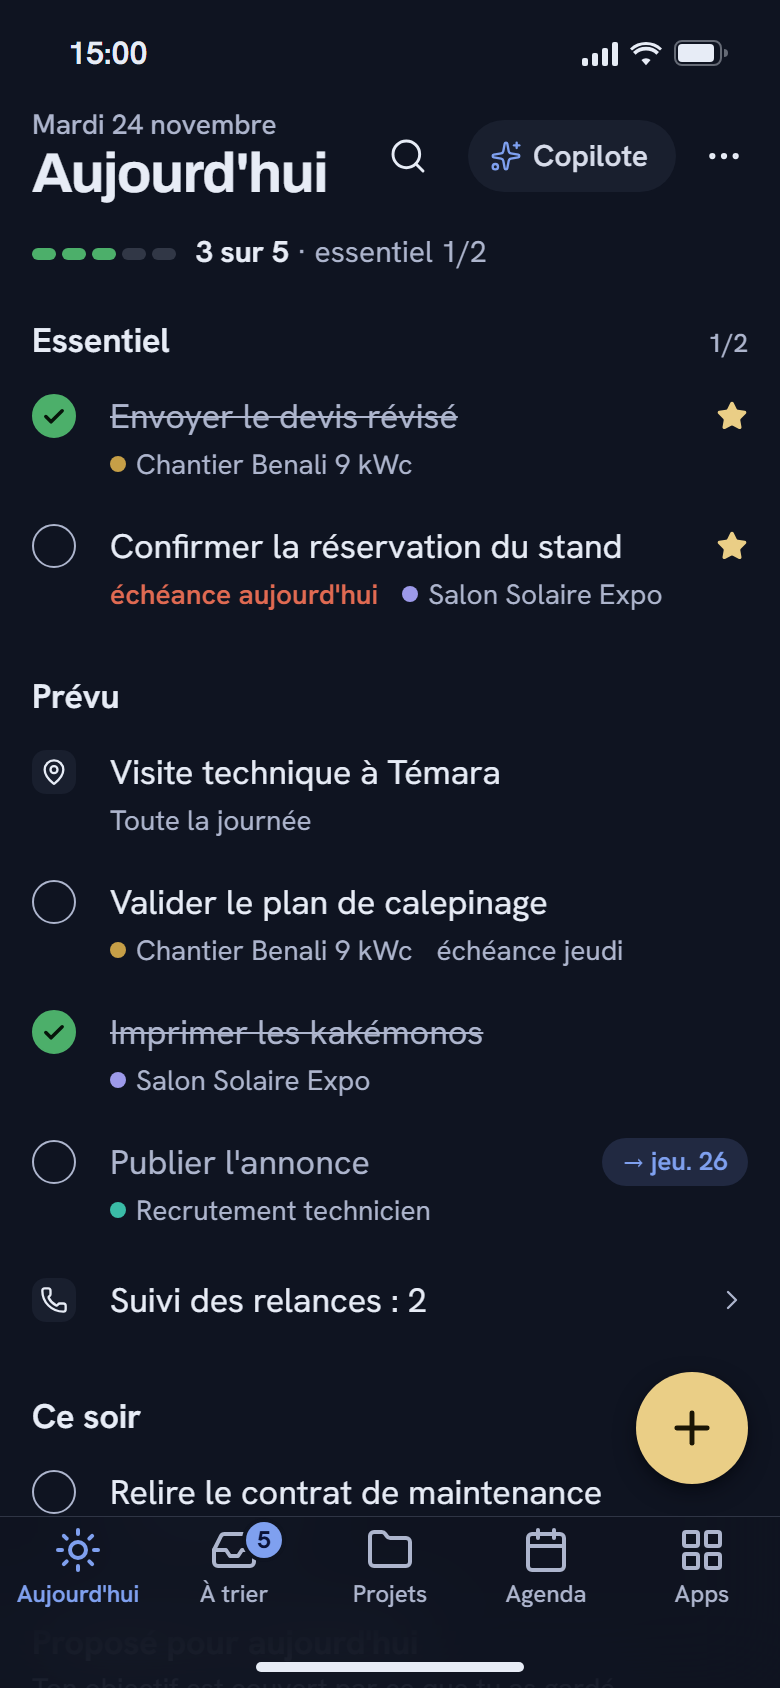 15:00
Mardi 24 novembre
Aujourd'hui
Copilote
3 sur 5 · essentiel 1/2
Essentiel
1/2
Envoyer le devis révisé
Chantier Benali 9 kWc
Confirmer la réservation du stand
échéance aujourd'hui Salon Solaire Expo
Prévu
Visite technique à Témara
Toute la journée
Valider le plan de calepinage
Chantier Benali 9 kWc échéance jeudi
Imprimer les kakémonos
Salon Solaire Expo
Publier l'annonce
→ jeu. 26
Recrutement technicien
Suivi des relances : 2
Ce soir
Relire le contrat de maintenance
5
Aujourd'hui
À trier
Projets
Agenda
Apps
Proposé pour aujourd'hui